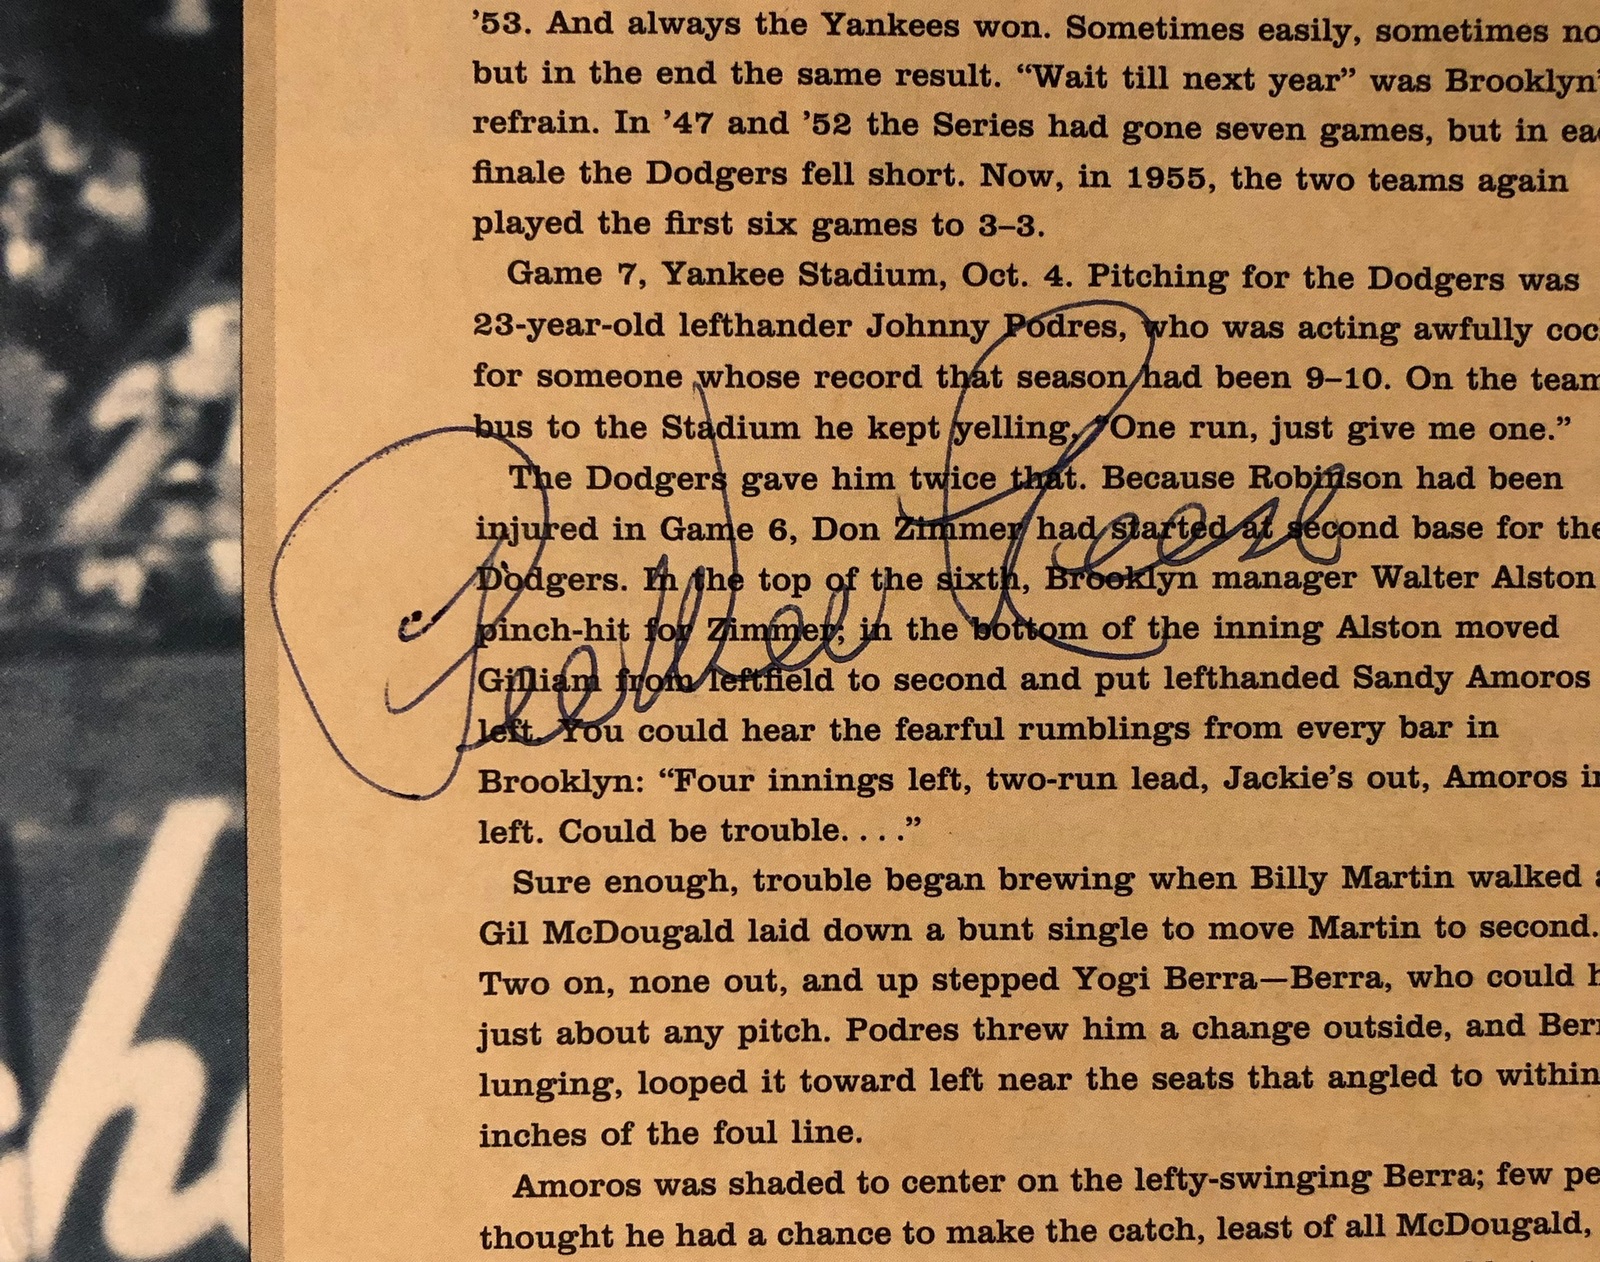 '53. And always the Yankees won. Sometimes easily, sometimes no
but in the end the same result. “Wait till next year” was Brooklyn'
refrain. In '47 and '52 the Series had gone seven games, but in eac
finale the Dodgers fell short. Now, in 1955, the two teams again
played the first six games to 3–3.
Game 7, Yankee Stadium, Oct. 4. Pitching for the Dodgers was
23-year-old lefthander Johnny Podres, who was acting awfully coc
for someone whose record that season had been 9–10. On the team
bus to the Stadium he kept yelling, “One run, just give me one.”
The Dodgers gave him twice that. Because Robinson had been
injured in Game 6, Don Zimmer had started at second base for the
Dodgers. In the top of the sixth, Brooklyn manager Walter Alston
pinch-hit for Zimmer; in the bottom of the inning Alston moved
Gilliam from leftfield to second and put lefthanded Sandy Amoros
left. You could hear the fearful rumblings from every bar in
Brooklyn: “Four innings left, two-run lead, Jackie's out, Amoros in
left. Could be trouble. . . .”
Sure enough, trouble began brewing when Billy Martin walked a
Gil McDougald laid down a bunt single to move Martin to second.
Two on, none out, and up stepped Yogi Berra—Berra, who could h
just about any pitch. Podres threw him a change outside, and Berr
lunging, looped it toward left near the seats that angled to within
inches of the foul line.
Amoros was shaded to center on the lefty-swinging Berra; few pe
thought he had a chance to make the catch, least of all McDougald,
Pee Wee Reese
h